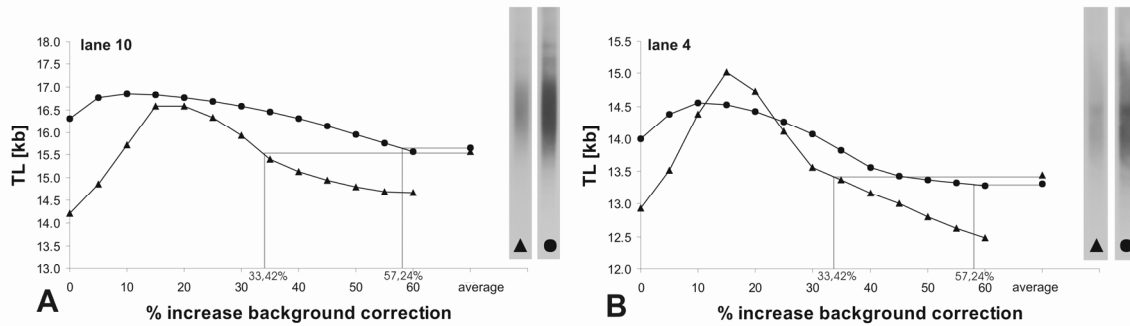 lane 10
TL [kb]
18.0
17.5
17.0
16.5
16.0
15.5
15.0
14.5
14.0
13.5
13.0
33,42% 57,24%
0 10 20 30 40 50 60 average
A
% increase background correction
lane 4
TL [kb]
15.5
15.0
14.5
14.0
13.5
13.0
12.5
12.0
33,42% 57,24%
0 10 20 30 40 50 60 average
B
% increase background correction